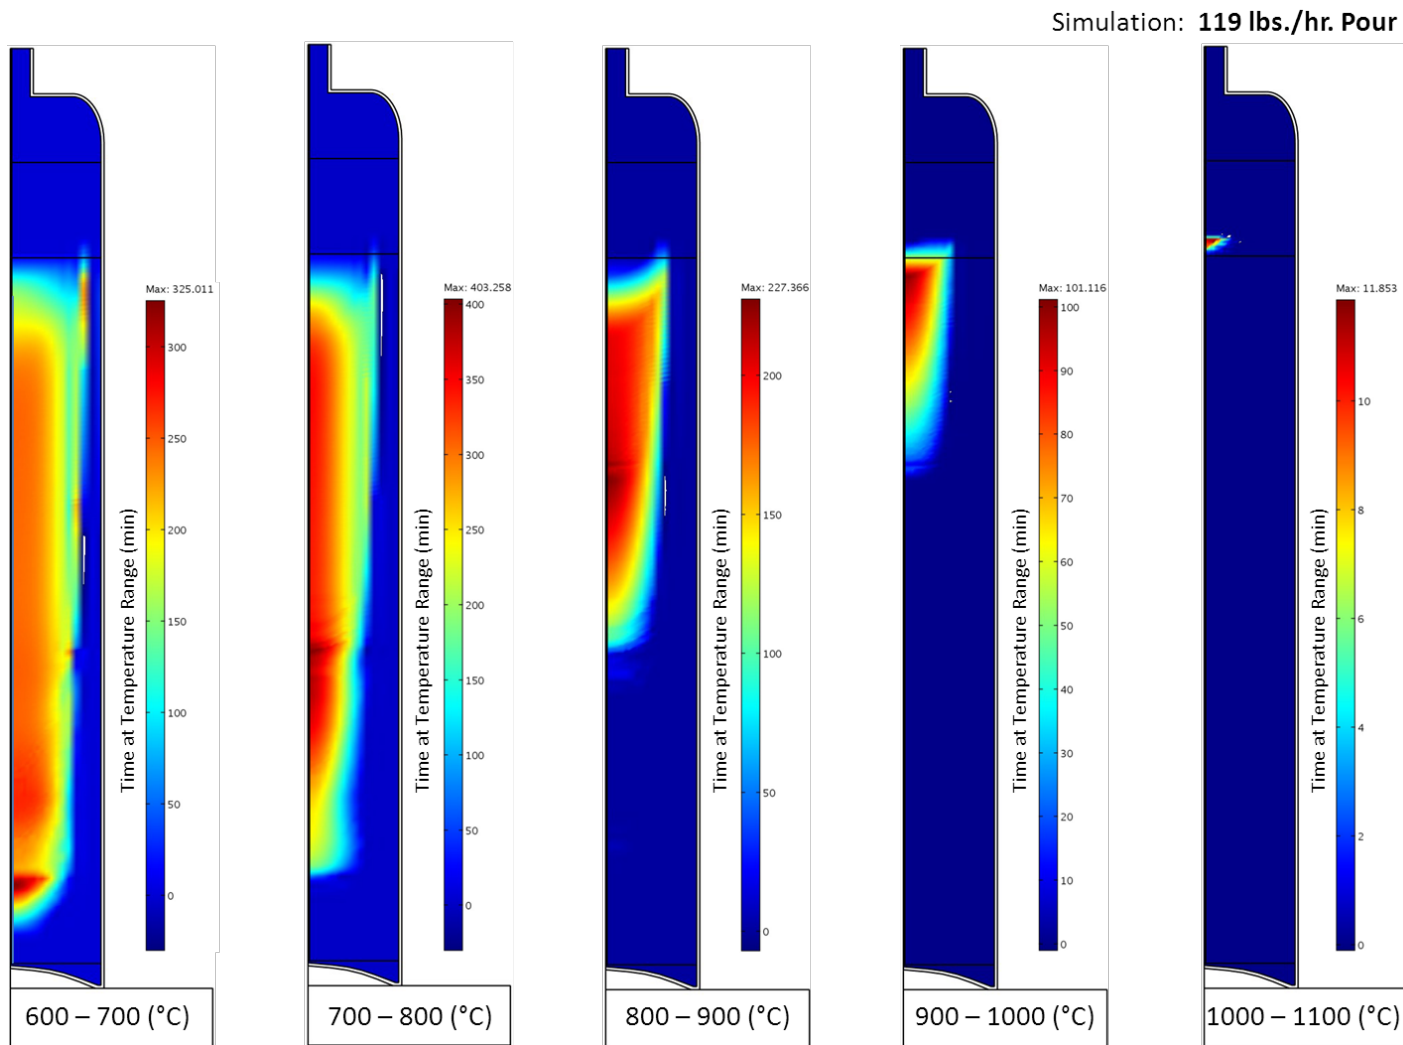 Simulation: 119 lbs./hr. Pour
Max: 325.011
300
250
200
150
100
50
0
Time at Temperature Range (min)
600 – 700 (°C)
Max: 403.258
400
350
300
250
200
150
100
50
0
Time at Temperature Range (min)
700 – 800 (°C)
Max: 227.366
200
150
100
50
0
Time at Temperature Range (min)
800 – 900 (°C)
Max: 101.116
100
90
80
70
60
50
40
30
20
10
0
Time at Temperature Range (min)
900 – 1000 (°C)
Max: 11.853
10
8
6
4
2
0
Time at Temperature Range (min)
1000 – 1100 (°C)